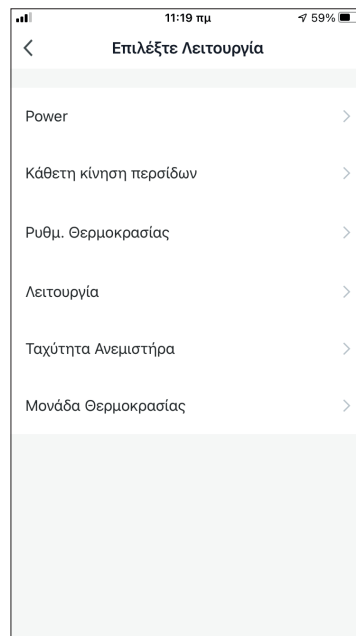 11:19 πμ 59%
Επιλέξτε Λειτουργία
Power
Κάθετη κίνηση περσίδων
Ρυθμ. Θερμοκρασίας
Λειτουργία
Ταχύτητα Ανεμιστήρα
Μονάδα Θερμοκρασίας